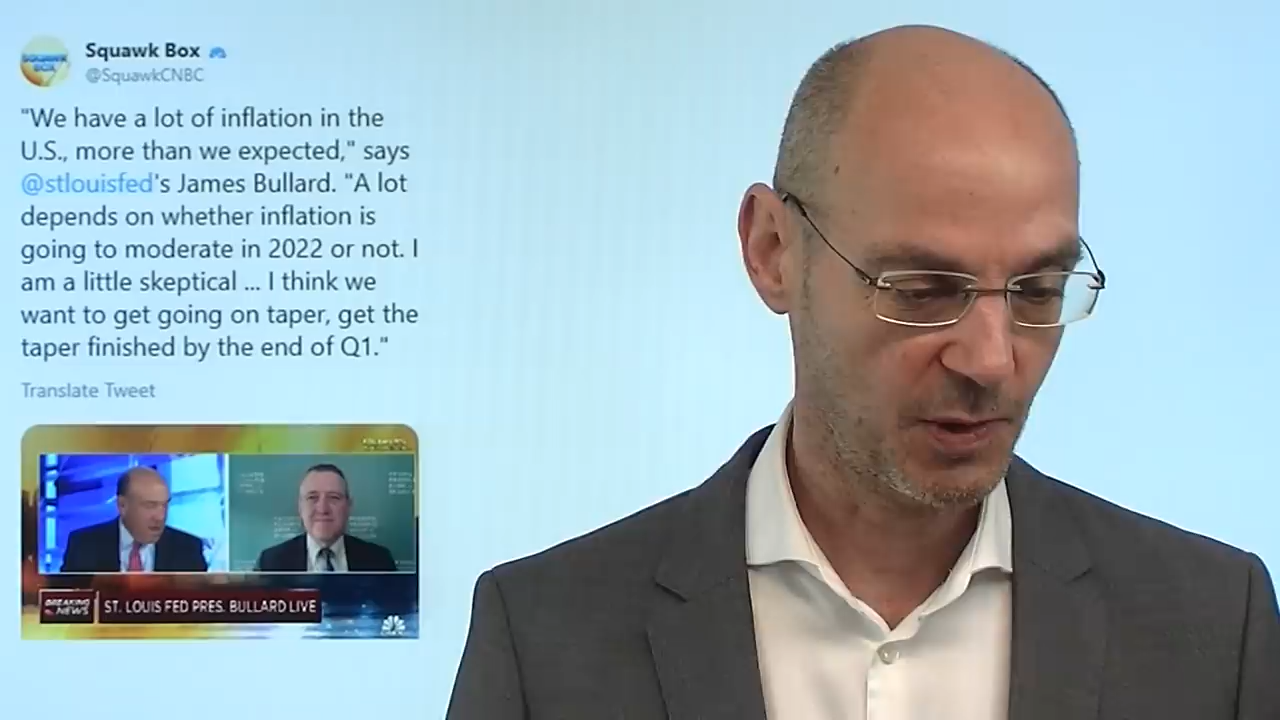 Squawk Box
@SquawkCNBC
"We have a lot of inflation in the
U.S., more than we expected," says
@stlouisfed's James Bullard. "A lot
depends on whether inflation is
going to moderate in 2022 or not. I
am a little skeptical ... I think we
want to get going on taper, get the
taper finished by the end of Q1."
Translate Tweet
BREAKING
NEWS
ST. LOUIS FED PRES. BULLARD LIVE